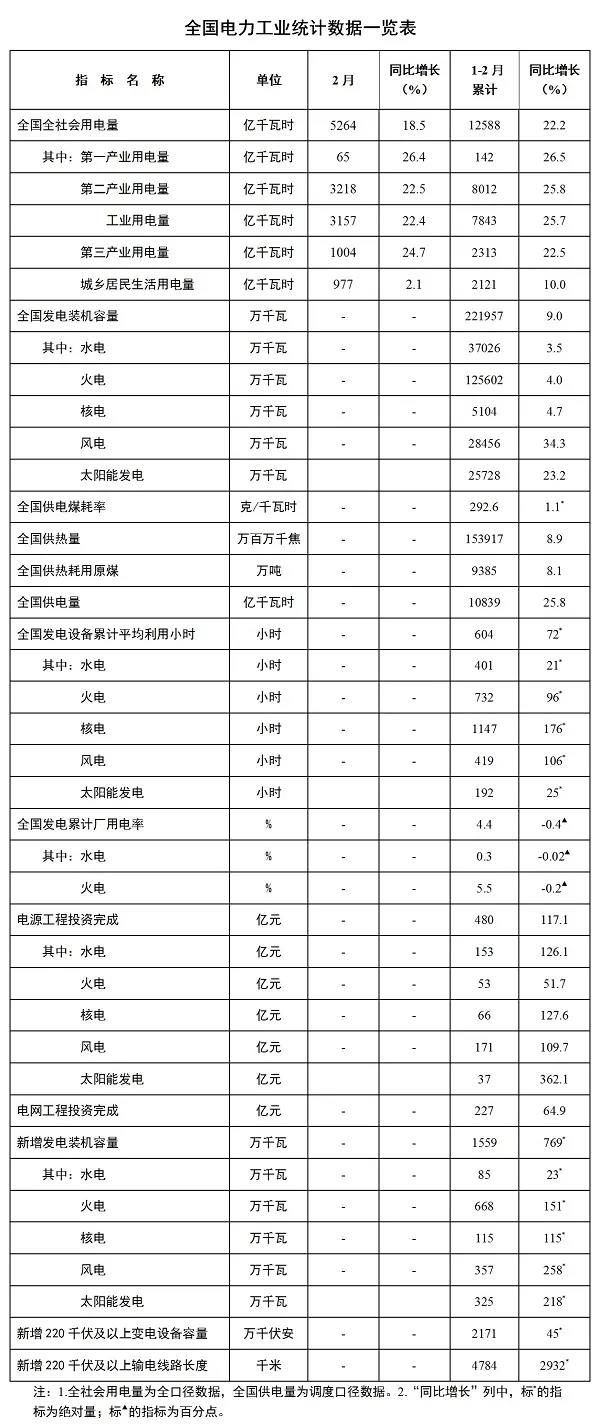 全国电力工业统计数据一览表
指 标 名 称 单位 2月 同比增长（%） 1-2月累计 同比增长（%）
全国全社会用电量 亿千瓦时 5264 18.5 12588 22.2
其中：第一产业用电量 亿千瓦时 65 26.4 142 26.5
第二产业用电量 亿千瓦时 3218 22.5 8012 25.8
工业用电量 亿千瓦时 3157 22.4 7843 25.7
第三产业用电量 亿千瓦时 1004 24.7 2313 22.5
城乡居民生活用电量 亿千瓦时 977 2.1 2121 10.0
全国发电装机容量 万千瓦 - - 221957 9.0
其中：水电 万千瓦 - - 37026 3.5
火电 万千瓦 - - 125602 4.0
核电 万千瓦 - - 5104 4.7
风电 万千瓦 - - 28456 34.3
太阳能发电 万千瓦 25728 23.2
全国供电煤耗率 克/千瓦时 - - 292.6 1.1*
全国供热量 万百万千焦 - - 153917 8.9
全国供热耗用原煤 万吨 - - 9385 8.1
全国供电量 亿千瓦时 - - 10839 25.8
全国发电设备累计平均利用小时 小时 - - 604 72*
其中：水电 小时 - - 401 21*
火电 小时 - - 732 96*
核电 小时 - - 1147 176*
风电 小时 - - 419 106*
太阳能发电 小时 192 25*
全国发电累计厂用电率 % - - 4.4 -0.4▲
其中：水电 % - - 0.3 -0.02▲
火电 % - - 5.5 -0.2▲
电源工程投资完成 亿元 - - 480 117.1
其中：水电 亿元 - - 153 126.1
火电 亿元 - - 53 51.7
核电 亿元 - - 66 127.6
风电 亿元 - - 171 109.7
太阳能发电 亿元 37 362.1
电网工程投资完成 亿元 - - 227 64.9
新增发电装机容量 万千瓦 - - 1559 769*
其中：水电 万千瓦 - - 85 23*
火电 万千瓦 - - 668 151*
核电 万千瓦 - - 115 115*
风电 万千瓦 - - 357 258*
太阳能发电 万千瓦 325 218*
新增220千伏及以上变电设备容量 万千伏安 - - 2171 45*
新增220千伏及以上输电线路长度 千米 - - 4784 2932*
注：1.全社会用电量为全口径数据，全国供电量为调度口径数据。2.“同比增长”列中，标*的指
标为绝对量；标▲的指标为百分点。